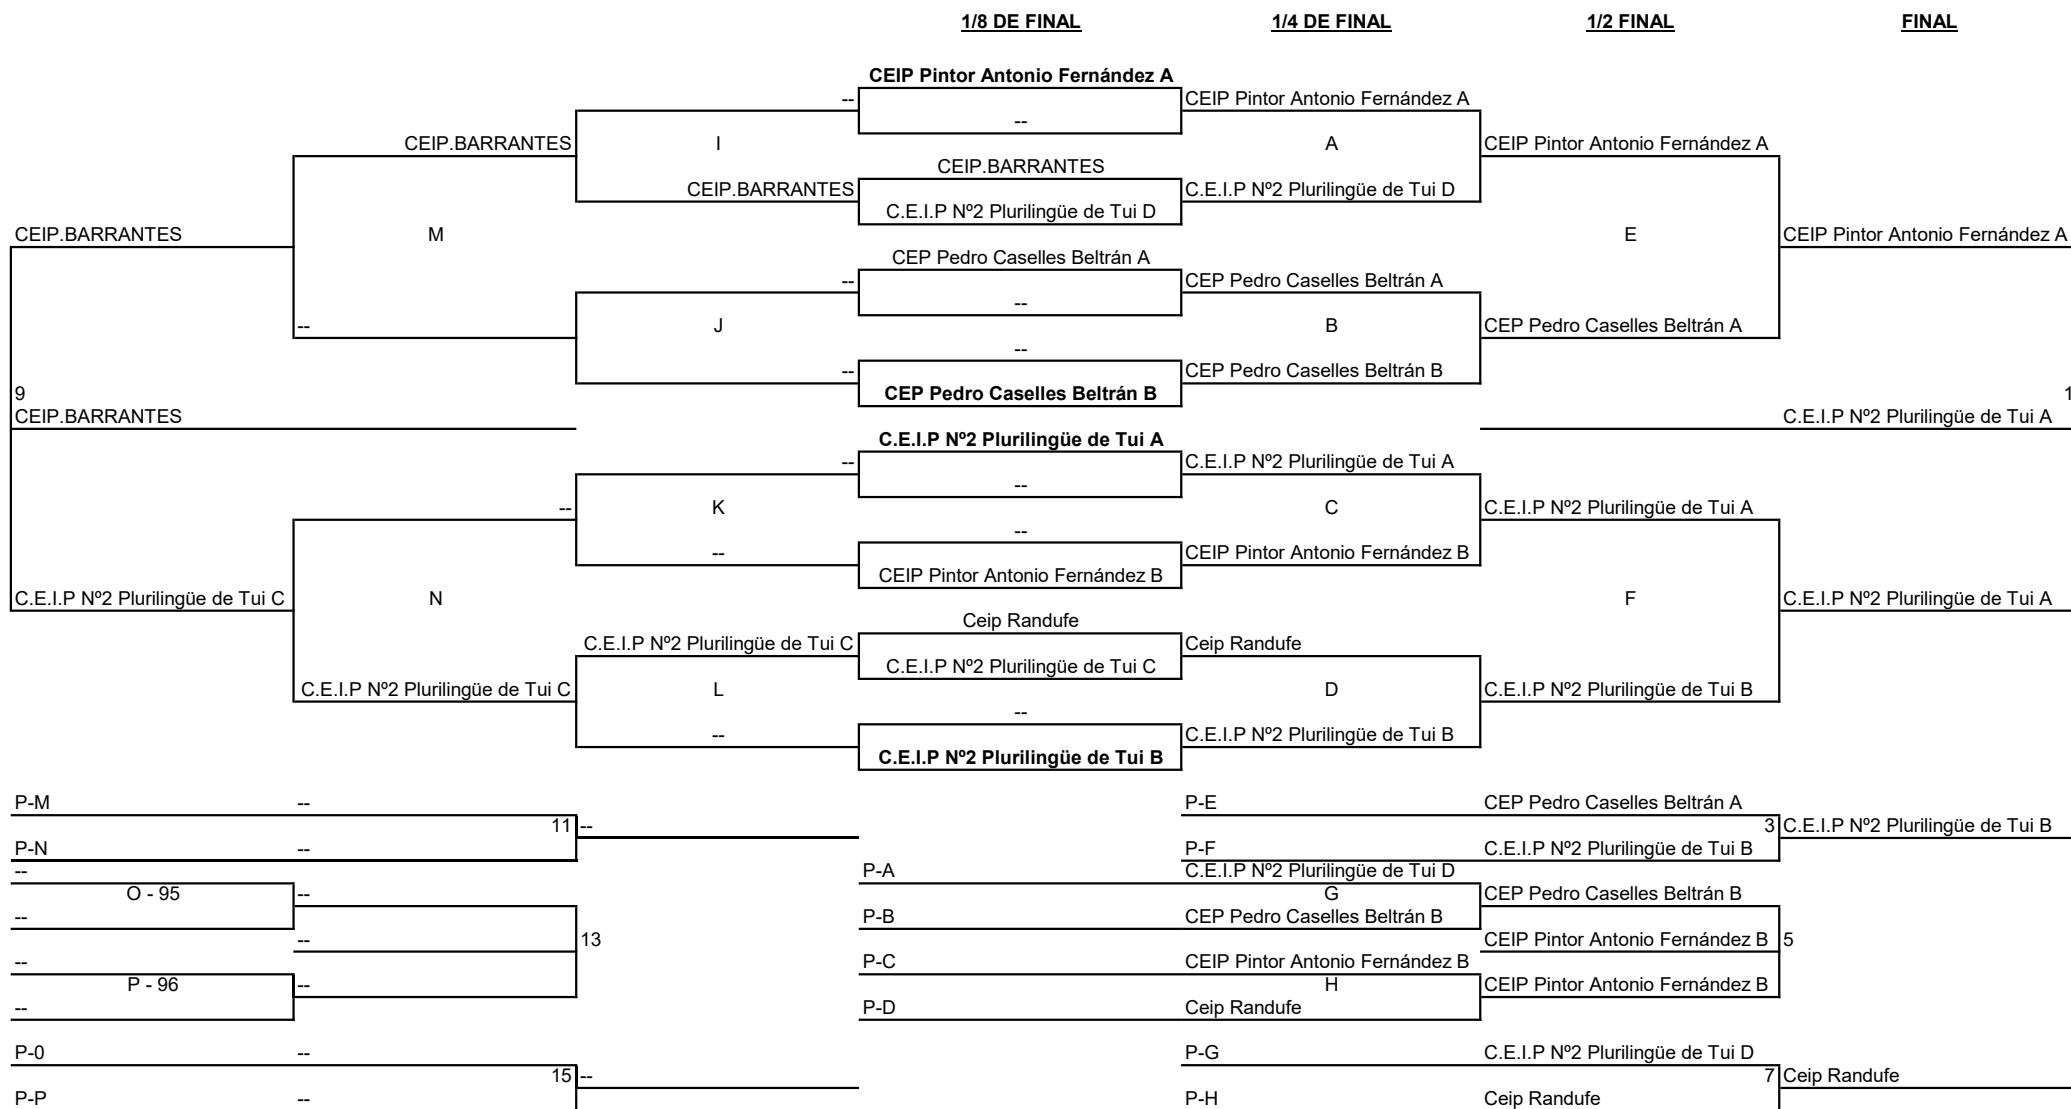 1/8 DE FINAL 1/4 DE FINAL 1/2 FINAL FINAL
CEIP Pintor Antonio Fernández A
-- CEIP Pintor Antonio Fernández A
--
CEIP.BARRANTES I A CEIP Pintor Antonio Fernández A
CEIP.BARRANTES
CEIP.BARRANTES C.E.I.P Nº2 Plurilingüe de Tui D
C.E.I.P Nº2 Plurilingüe de Tui D
CEIP.BARRANTES M E CEIP Pintor Antonio Fernández A
CEP Pedro Caselles Beltrán A
-- CEP Pedro Caselles Beltrán A
--
-- J B CEP Pedro Caselles Beltrán A
--
-- CEP Pedro Caselles Beltrán B
9 CEP Pedro Caselles Beltrán B 1
CEIP.BARRANTES C.E.I.P Nº2 Plurilingüe de Tui A
C.E.I.P Nº2 Plurilingüe de Tui A
-- C.E.I.P Nº2 Plurilingüe de Tui A
--
-- K C C.E.I.P Nº2 Plurilingüe de Tui A
--
-- CEIP Pintor Antonio Fernández B
CEIP Pintor Antonio Fernández B
C.E.I.P Nº2 Plurilingüe de Tui C N F C.E.I.P Nº2 Plurilingüe de Tui A
Ceip Randufe
C.E.I.P Nº2 Plurilingüe de Tui C Ceip Randufe
C.E.I.P Nº2 Plurilingüe de Tui C
C.E.I.P Nº2 Plurilingüe de Tui C L D C.E.I.P Nº2 Plurilingüe de Tui B
--
-- C.E.I.P Nº2 Plurilingüe de Tui B
C.E.I.P Nº2 Plurilingüe de Tui B
P-M -- P-E CEP Pedro Caselles Beltrán A
11 -- 3 C.E.I.P Nº2 Plurilingüe de Tui B
P-N -- P-F C.E.I.P Nº2 Plurilingüe de Tui B
-- P-A C.E.I.P Nº2 Plurilingüe de Tui D
O - 95 -- G CEP Pedro Caselles Beltrán B
-- P-B CEP Pedro Caselles Beltrán B
-- 13 CEIP Pintor Antonio Fernández B 5
-- P-C CEIP Pintor Antonio Fernández B
P - 96 -- H CEIP Pintor Antonio Fernández B
-- P-D Ceip Randufe
P-0 -- P-G C.E.I.P Nº2 Plurilingüe de Tui D
15 -- 7 Ceip Randufe
P-P -- P-H Ceip Randufe